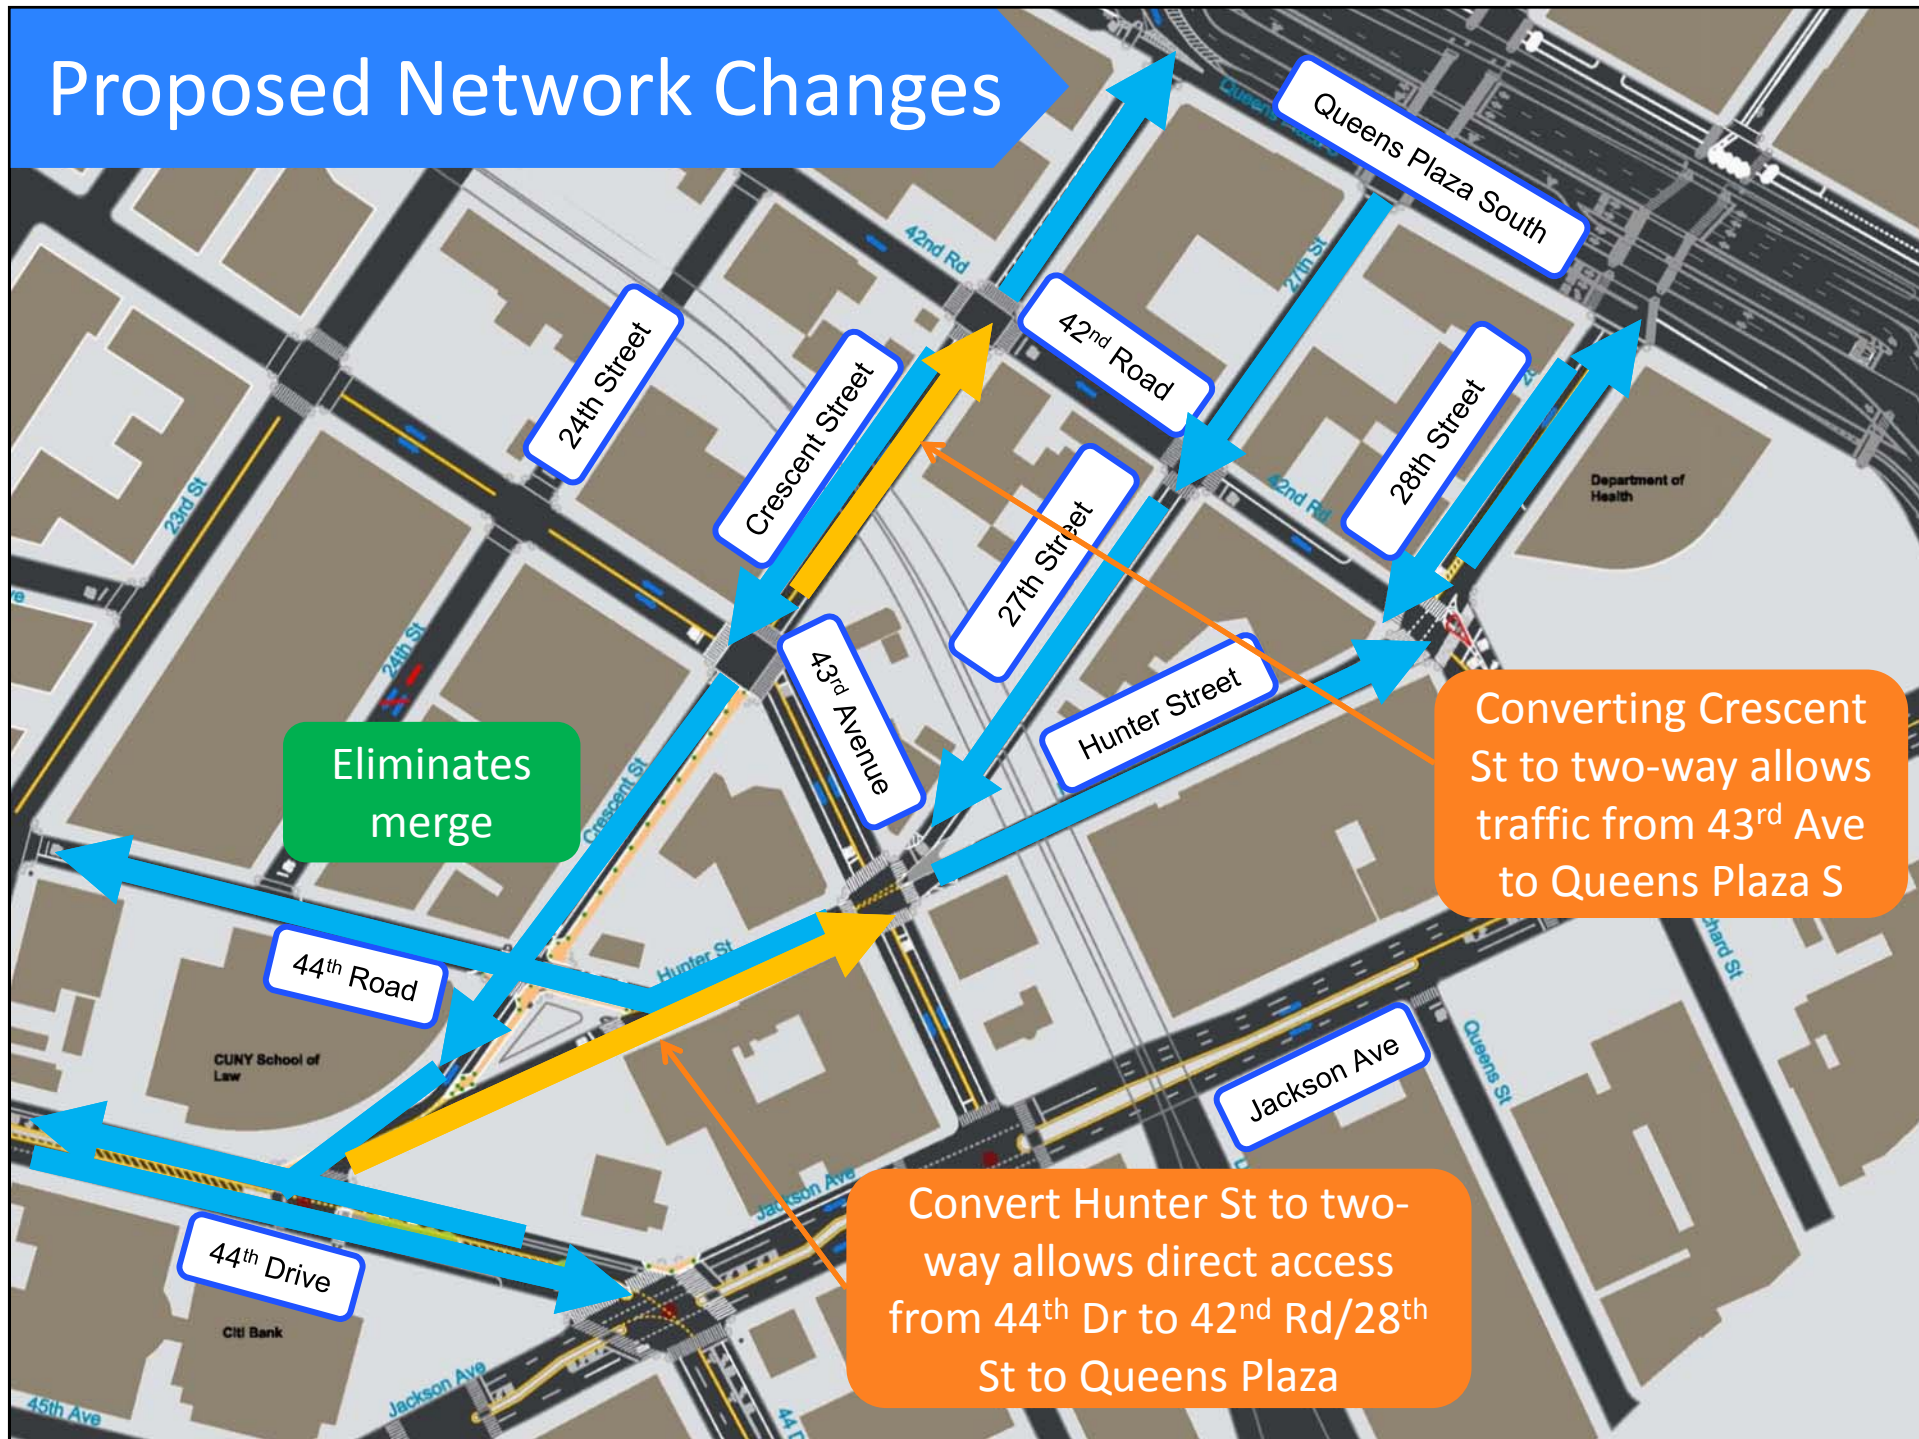 Proposed Network Changes
Queens Plaza South
42nd Rd
27th St
24th Street
Crescent Street
42nd Road
28th Street
Department of
Health
23rd St
42nd Rd
27th Street
24th St
43rd Avenue
Hunter Street
Converting Crescent
St to two-way allows
traffic from 43rd Ave
to Queens Plaza S
Eliminates
merge
Crescent St
44th Road
Hunter St
CUNY School of
Law
Queens St
Jackson Ave
Jackson Ave
Convert Hunter St to two-
way allows direct access
from 44th Dr to 42nd Rd/28th
St to Queens Plaza
44th Drive
Citi Bank
Jackson Ave
45th Ave